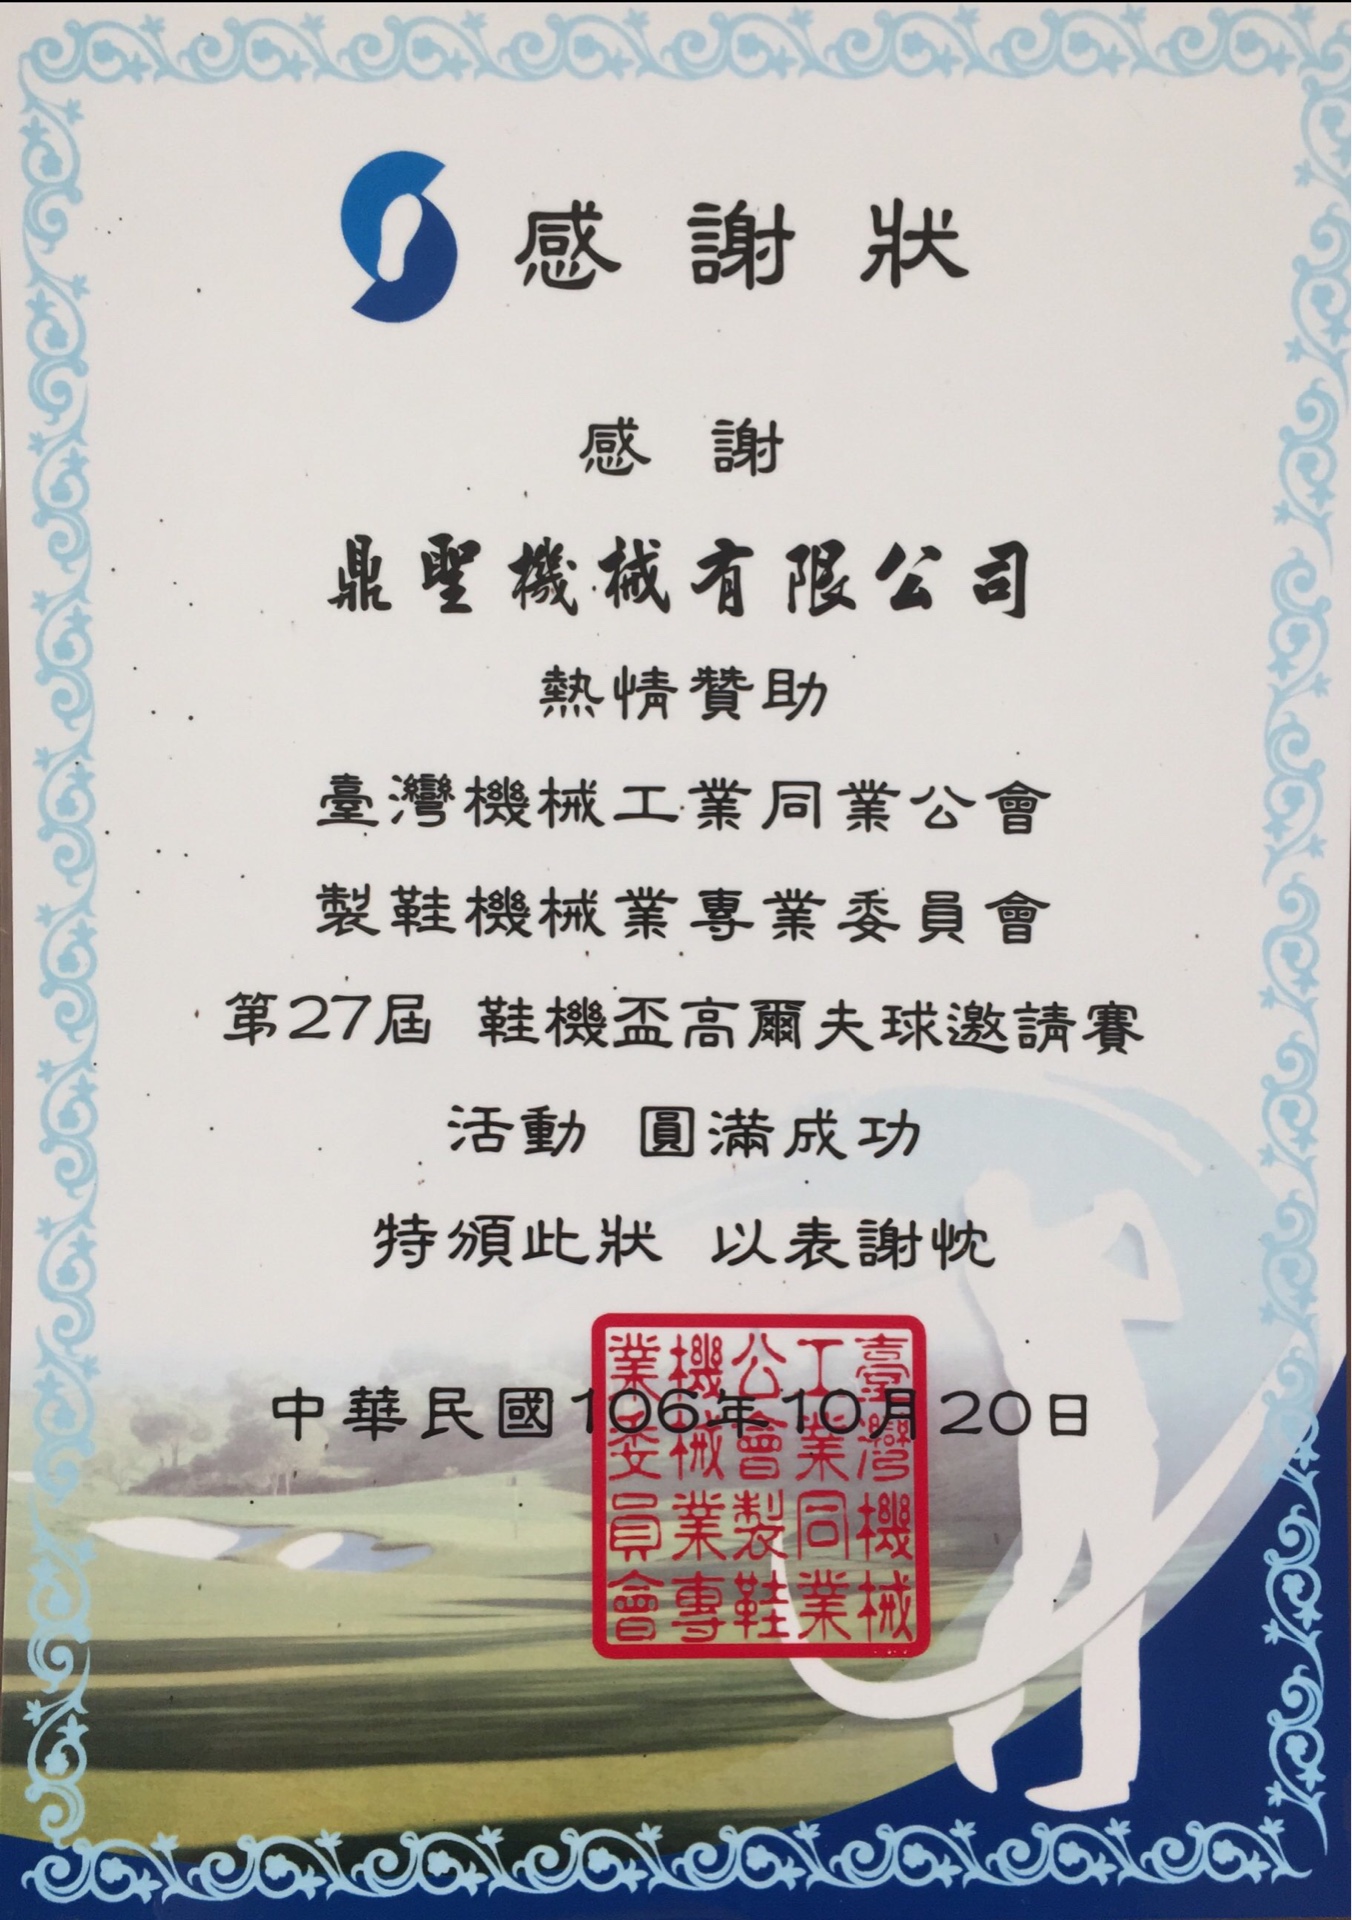 感謝狀
感謝
鼎聖機械有限公司
熱情贊助
臺灣機械工業同業公會
製鞋機械業專業委員會
第27屆 鞋機盃高爾夫球邀請賽
活動 圓滿成功
特頒此狀 以表謝忱
中華民國106年10月20日
臺灣機械
工業同業
公會製鞋
機械業專
業委員會